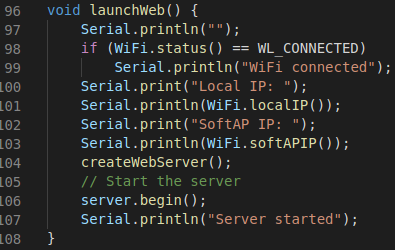 96 void launchWeb() {
97     Serial.println("");
98     if (WiFi.status() == WL_CONNECTED)
99         Serial.println("WiFi connected");
100     Serial.print("Local IP: ");
101     Serial.println(WiFi.localIP());
102     Serial.print("SoftAP IP: ");
103     Serial.println(WiFi.softAPIP());
104     createWebServer();
105     // Start the server
106     server.begin();
107     Serial.println("Server started");
108 }